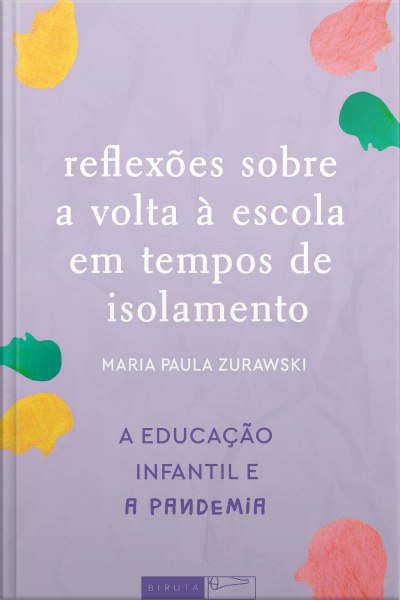 reflexões sobre
a volta à escola
em tempos de
isolamento
MARIA PAULA ZURAWSKI
A EDUCAÇÃO
INFANTIL E
A PANDEMIA
BIRUTA